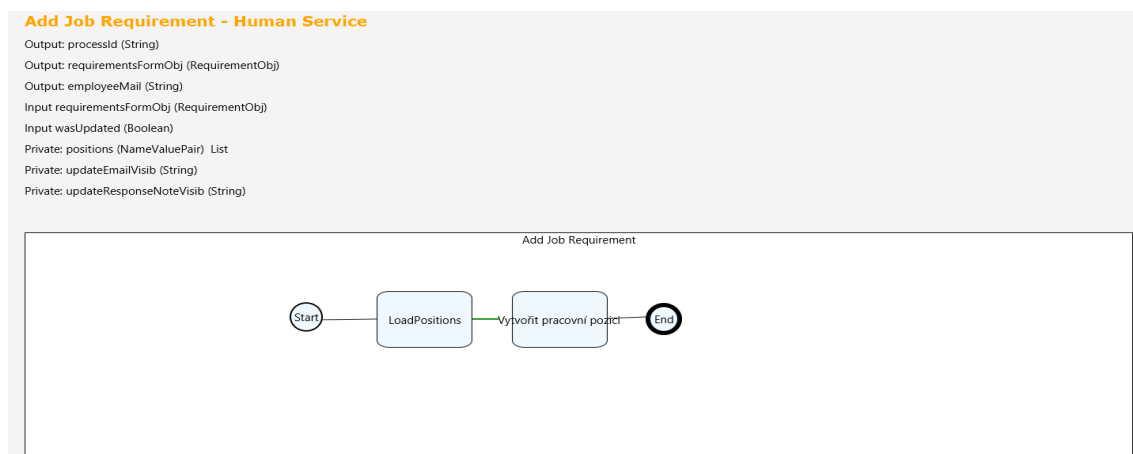 Add Job Requirement - Human Service
Output: processId (String)
Output: requirementsFormObj (RequirementObj)
Output: employeeMail (String)
Input requirementsFormObj (RequirementObj)
Input wasUpdated (Boolean)
Private: positions (NameValuePair) List
Private: updateEmailVisib (String)
Private: updateResponseNoteVisib (String)
Add Job Requirement
Start
LoadPositions
Vytvořit pracovní pozici
End